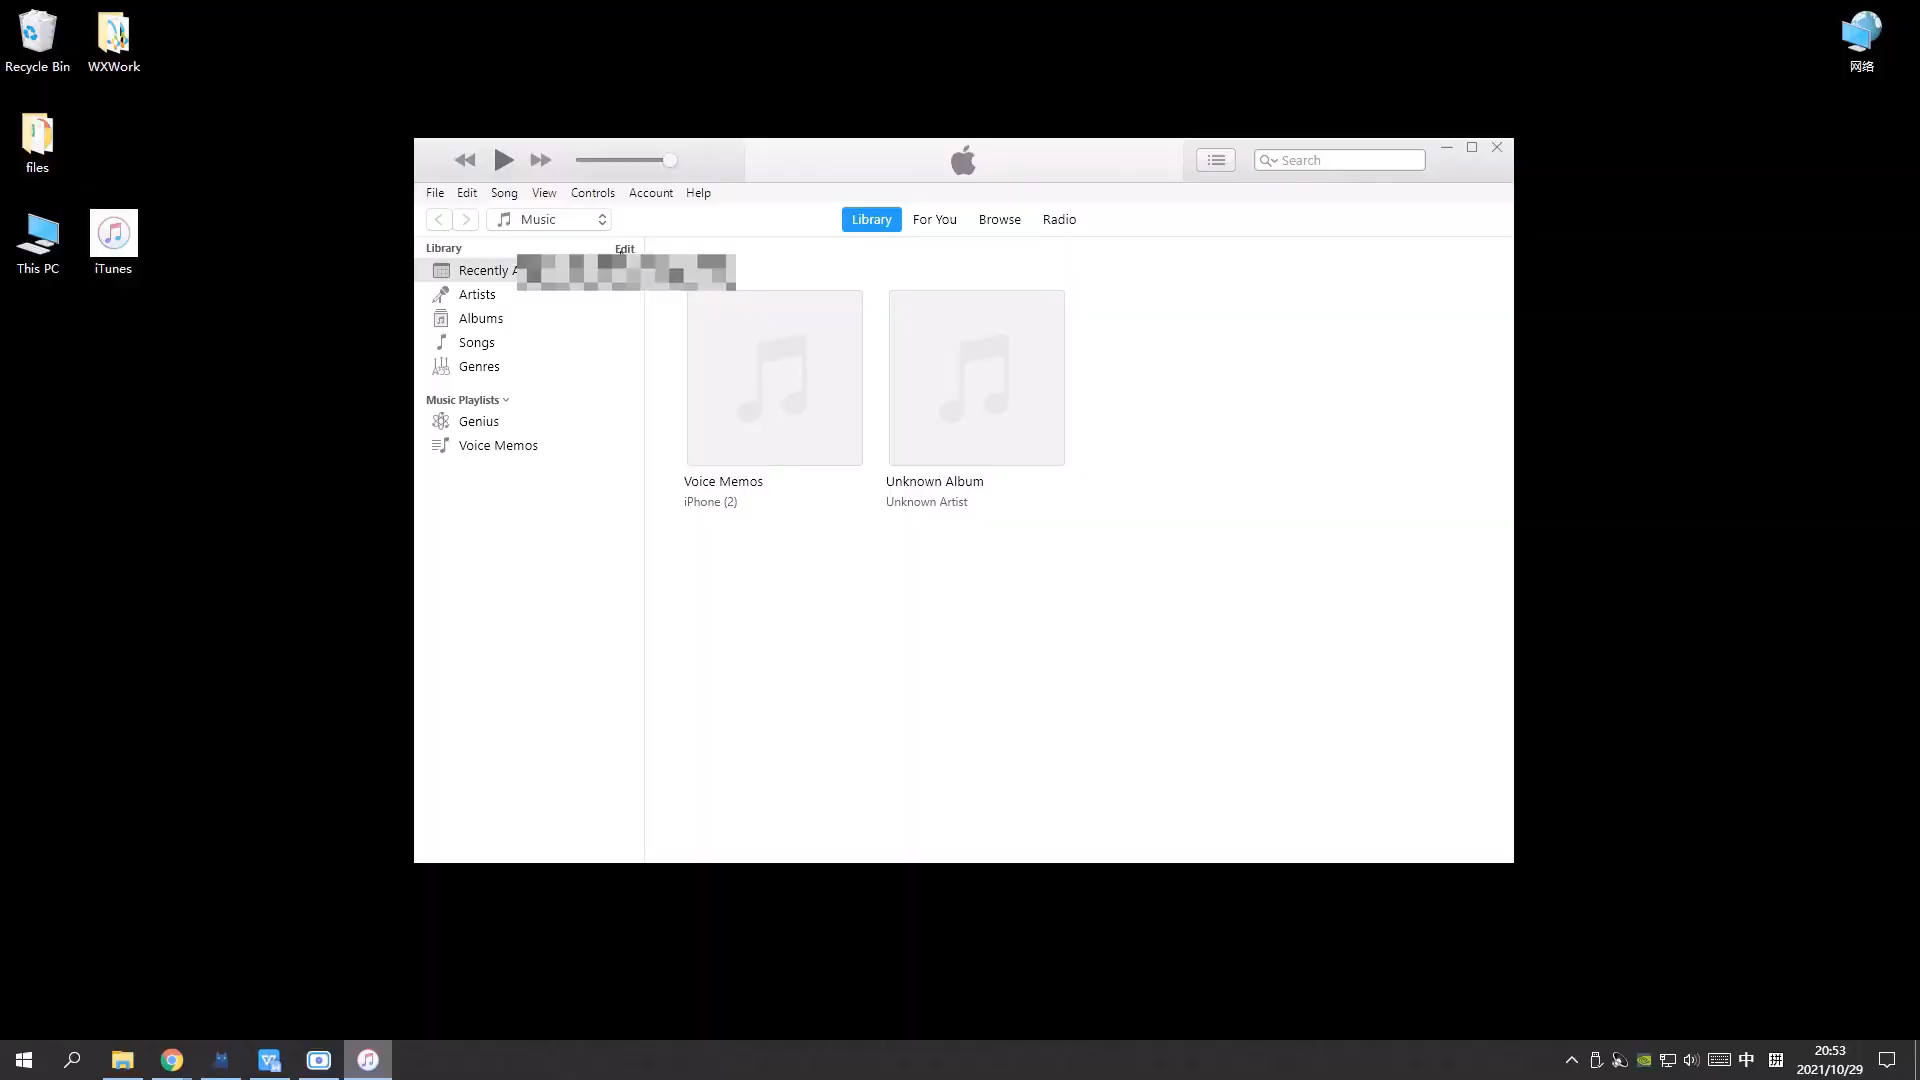 Recycle Bin
WXWork
网络
files
This PC
iTunes
Search
File Edit Song View Controls Account Help
Music
Library For You Browse Radio
Library Edit
Recently A
Artists
Albums
Songs
Genres
Music Playlists
Genius
Voice Memos
Voice Memos
iPhone (2)
Unknown Album
Unknown Artist
中
拼
20:53
2021/10/29